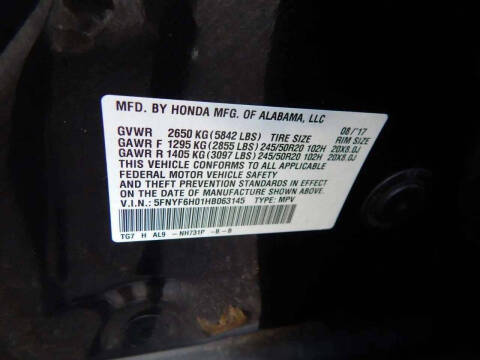 MFD. BY HONDA MFG. OF ALABAMA, LLC
GVWR 2650 KG (5842 LBS) TIRE SIZE 08/'17 RIM SIZE
GAWR F 1295 KG (2855 LBS) 245/50R20 102H 20X8.0J
GAWR R 1405 KG (3097 LBS) 245/50R20 102H 20X8.0J
THIS VEHICLE CONFORMS TO ALL APPLICABLE
FEDERAL MOTOR VEHICLE SAFETY STANDARDS IN EFFECT
ON THE DATE OF MANUFACTURE SHOWN ABOVE.
V.I.N.: 5FNYF6H01HB063145 TYPE: MPV
TG7 H AL9 - NH731P -B - B